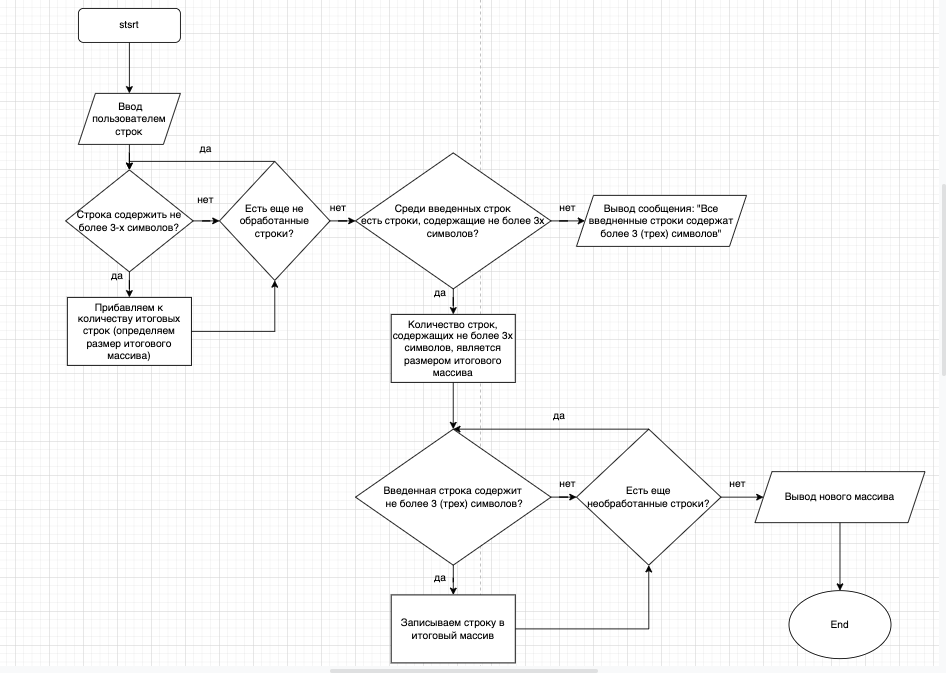 stsrt
Ввод
пользователем
строк
да
Строка содержить не
более 3-х символов?
нет
Есть еще не
обработанные
строки?
нет
Среди введенных строк
есть строки, содержащие не более 3х
символов?
нет
Вывод сообщения: "Все
введненные строки содержат
более 3 (трех) символов"
да
Прибавляем к
количеству итоговых
строк (определяем
размер итогового
массива)
да
Количество строк,
содержащих не более 3х
символов, является
размером итогового
массива
да
Введенная строка содержит
не более 3 (трех) символов?
нет
Есть еще
необработанные строки?
нет
Вывод нового массива
да
Записываем строку в
итоговый массив
End